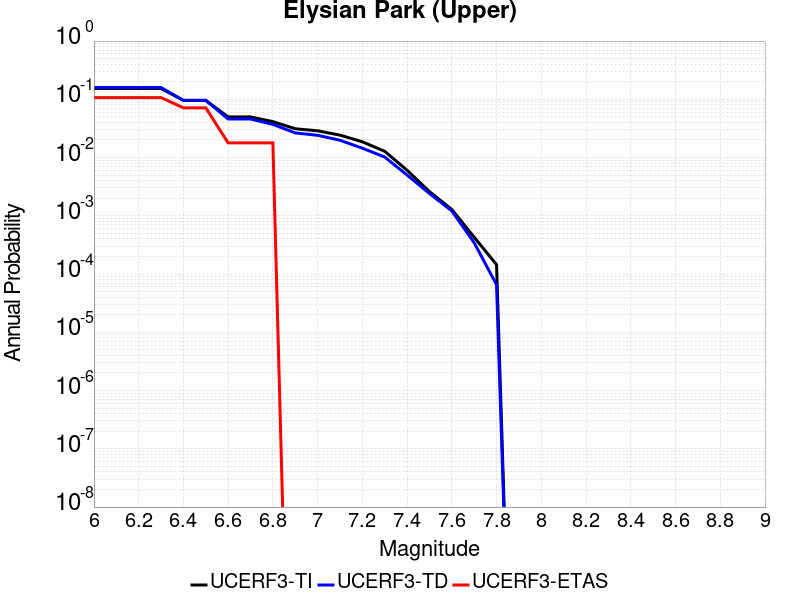 Elysian Park (Upper)
10^0
10^-1
10^-2
10^-3
10^-4
10^-5
10^-6
10^-7
10^-8
Annual Probability
6 6.2 6.4 6.6 6.8 7 7.2 7.4 7.6 7.8 8 8.2 8.4 8.6 8.8 9
Magnitude
UCERF3-TI UCERF3-TD UCERF3-ETAS